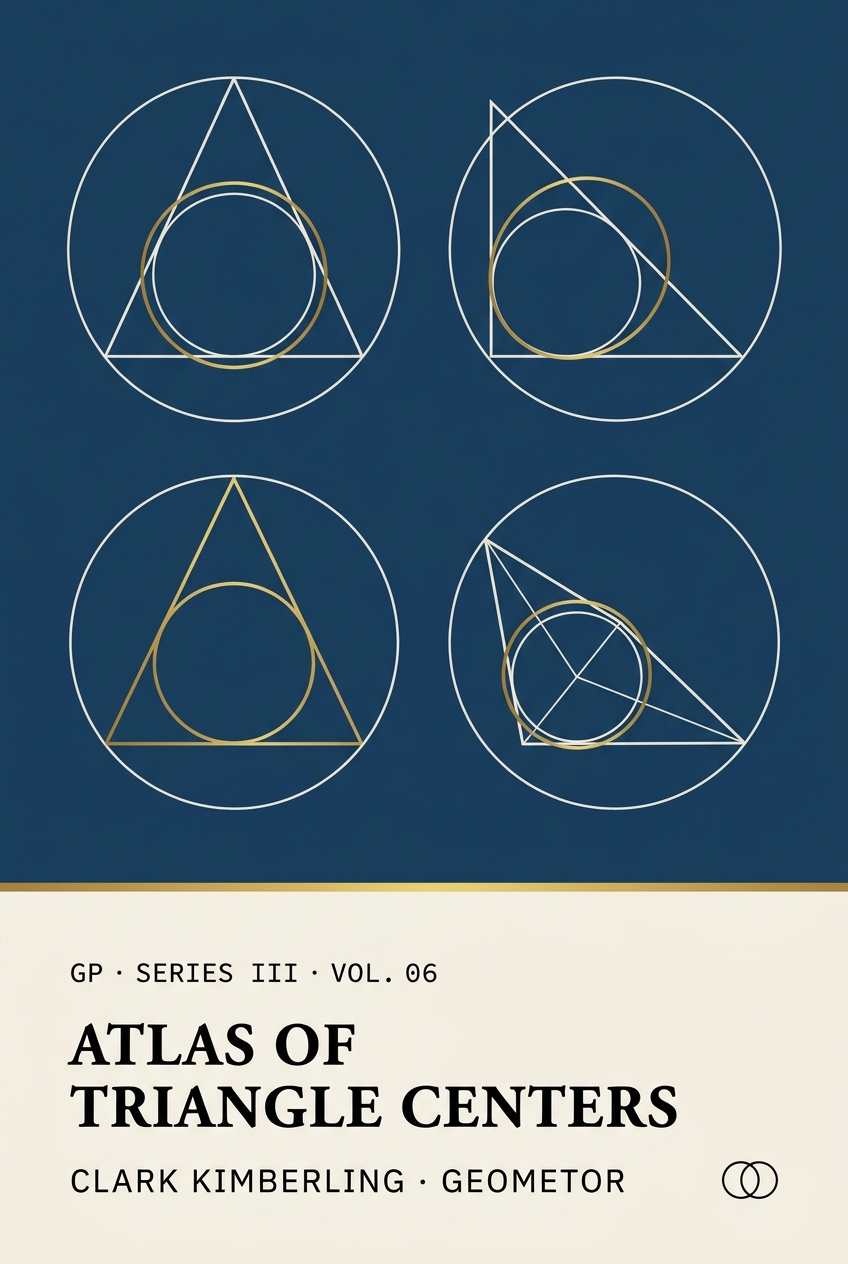 GP · SERIES III · VOL. 06
ATLAS OF
TRIANGLE CENTERS
CLARK KIMBERLING · GEOMETOR